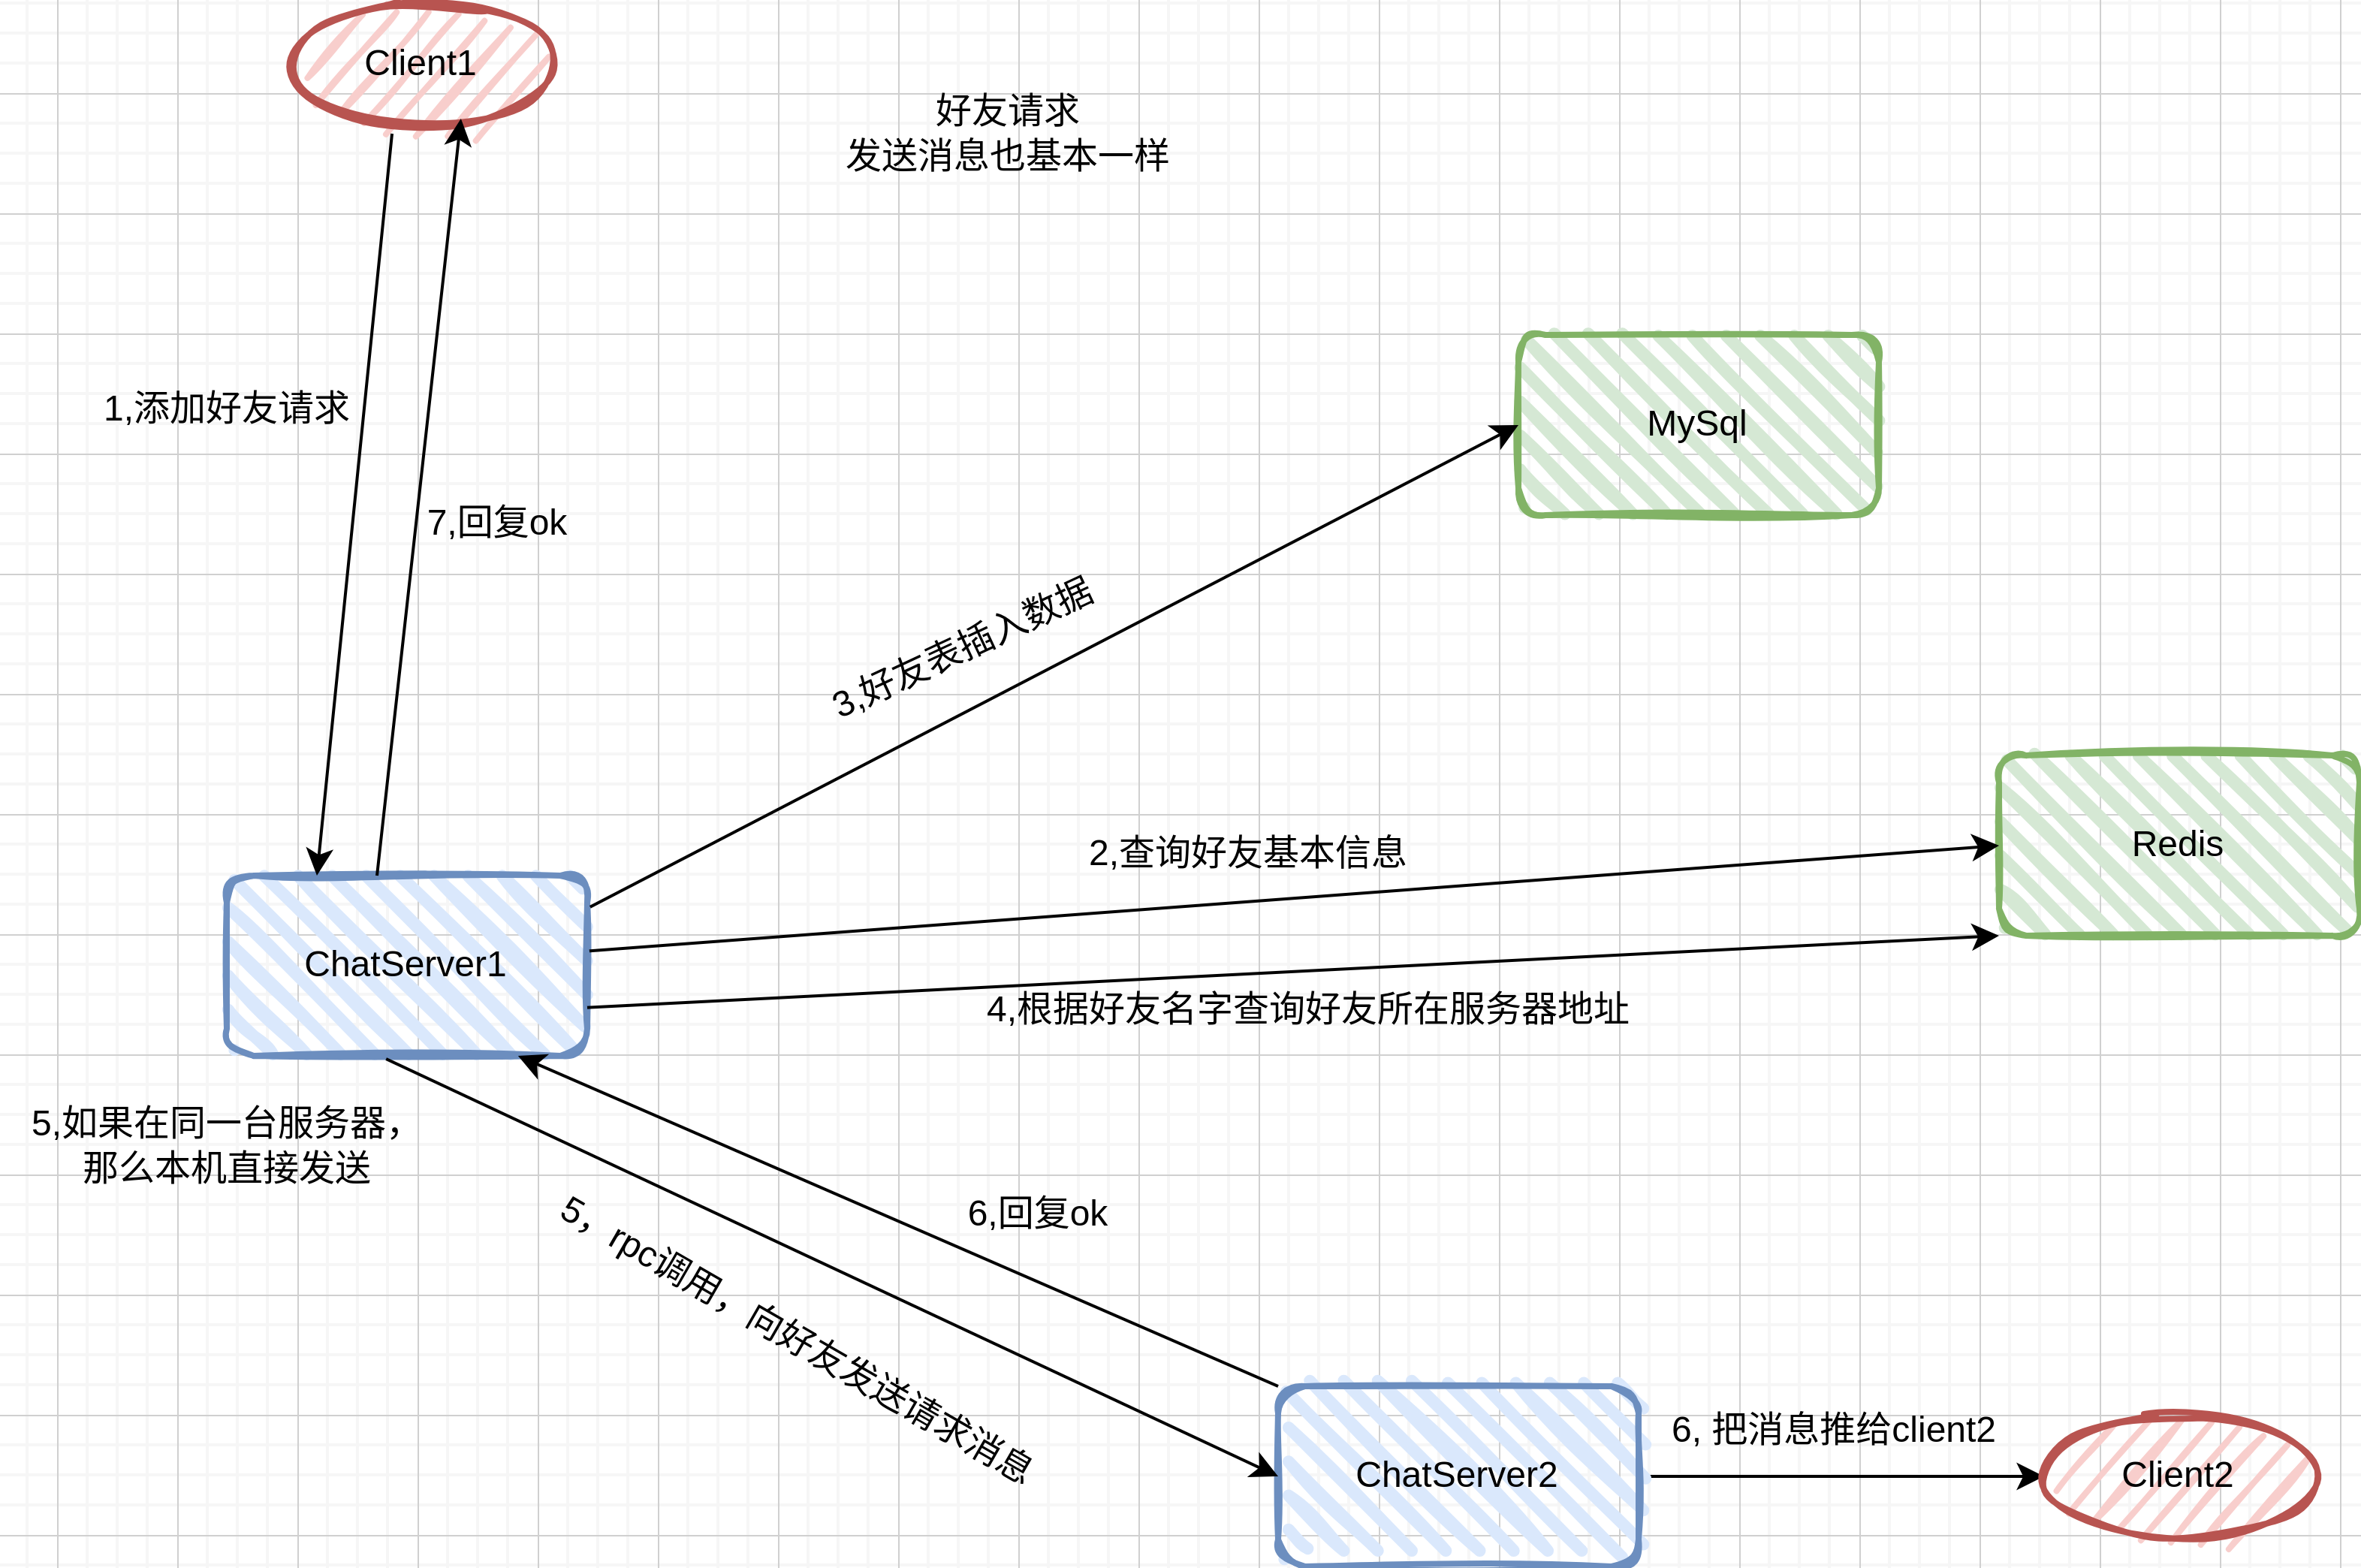 Client1
好友请求
发送消息也基本一样
1,添加好友请求
MySql
7,回复ok
3,好友表插入数据
2,查询好友基本信息
Redis
ChatServer1
4,根据好友名字查询好友所在服务器地址
5,如果在同一台服务器，
那么本机直接发送
6,回复ok
5，rpc调用，向好友发送请求消息
6, 把消息推给client2
ChatServer2
Client2